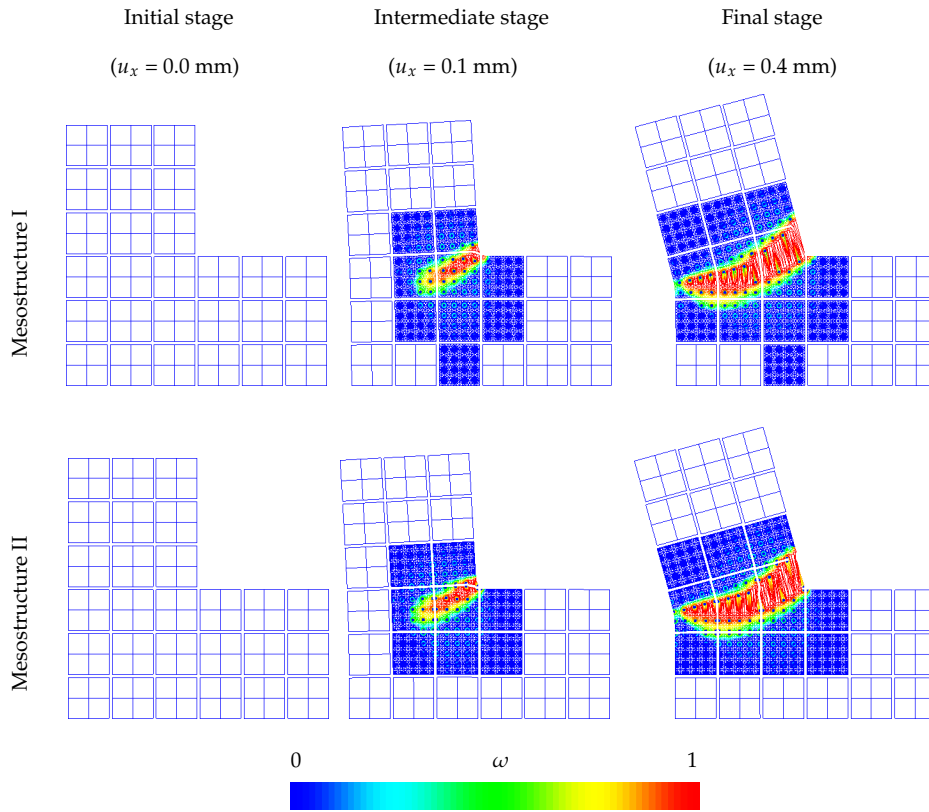 Initial stage
Intermediate stage
Final stage
(u_x = 0.0 mm)
(u_x = 0.1 mm)
(u_x = 0.4 mm)
Mesostructure I
Mesostructure II
0
ω
1